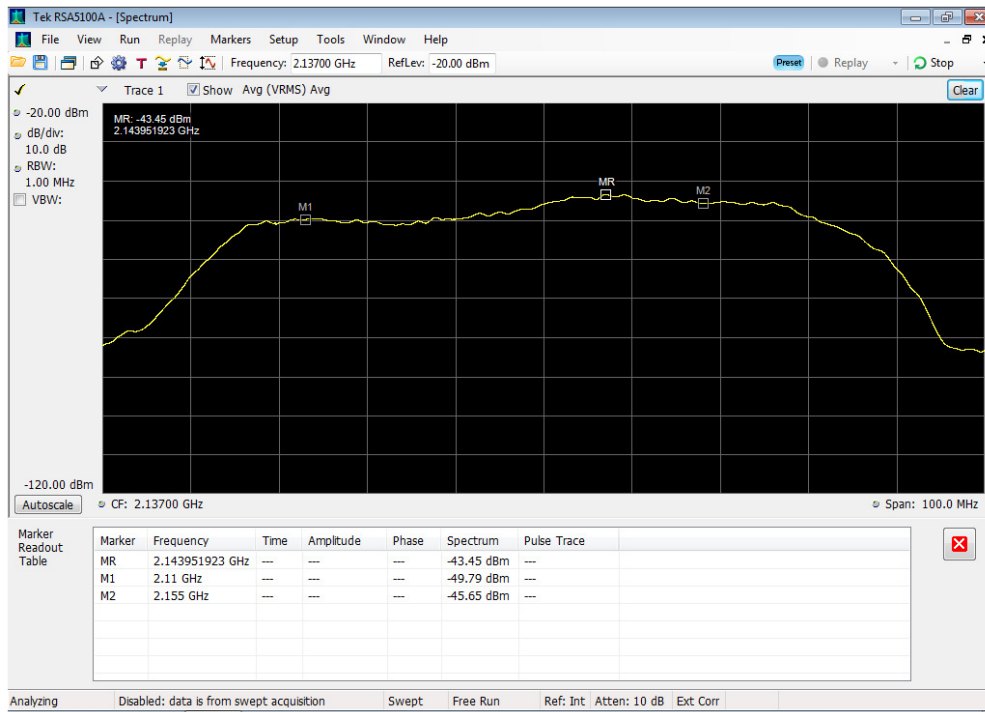 Tek RSA5100A - [Spectrum]
File View Run Replay Markers Setup Tools Window Help
T Frequency: 2.13700 GHz RefLev: -20.00 dBm Preset Replay Stop
Trace 1 Show Avg (VRMS) Avg Clear
-20.00 dBm
dB/div:
10.0 dB
RBW:
1.00 MHz
VBW:
MR: -43.45 dBm
2.143951923 GHz
M1
MR
M2
-120.00 dBm
Autoscale CF: 2.13700 GHz Span: 100.0 MHz
Marker
Readout
Table
Marker Frequency Time Amplitude Phase Spectrum Pulse Trace
MR 2.143951923 GHz --- --- --- -43.45 dBm ---
M1 2.11 GHz --- --- --- -49.79 dBm ---
M2 2.155 GHz --- --- --- -45.65 dBm ---
Analyzing Disabled: data is from swept acquisition Swept Free Run Ref: Int Atten: 10 dB Ext Corr